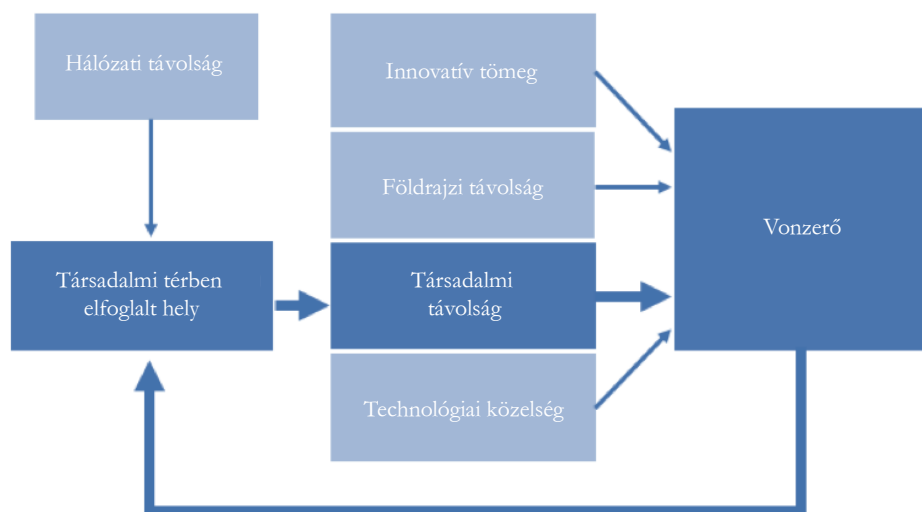 Hálózati távolság
Innovatív tömeg
Földrajzi távolság
Vonzerő
Társadalmi térben
elfoglalt hely
Társadalmi
távolság
Technológiai közelség